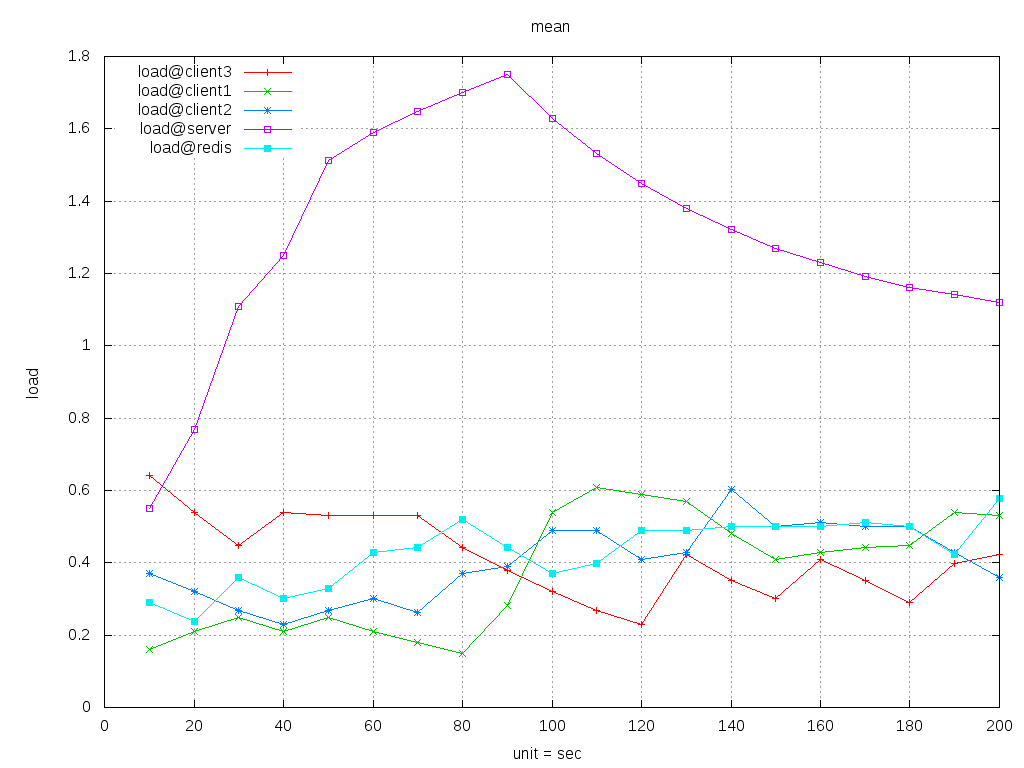 mean
load@client3
load@client1
load@client2
load@server
load@redis
load
1.8
1.6
1.4
1.2
1
0.8
0.6
0.4
0.2
0
0 20 40 60 80 100 120 140 160 180 200
unit = sec